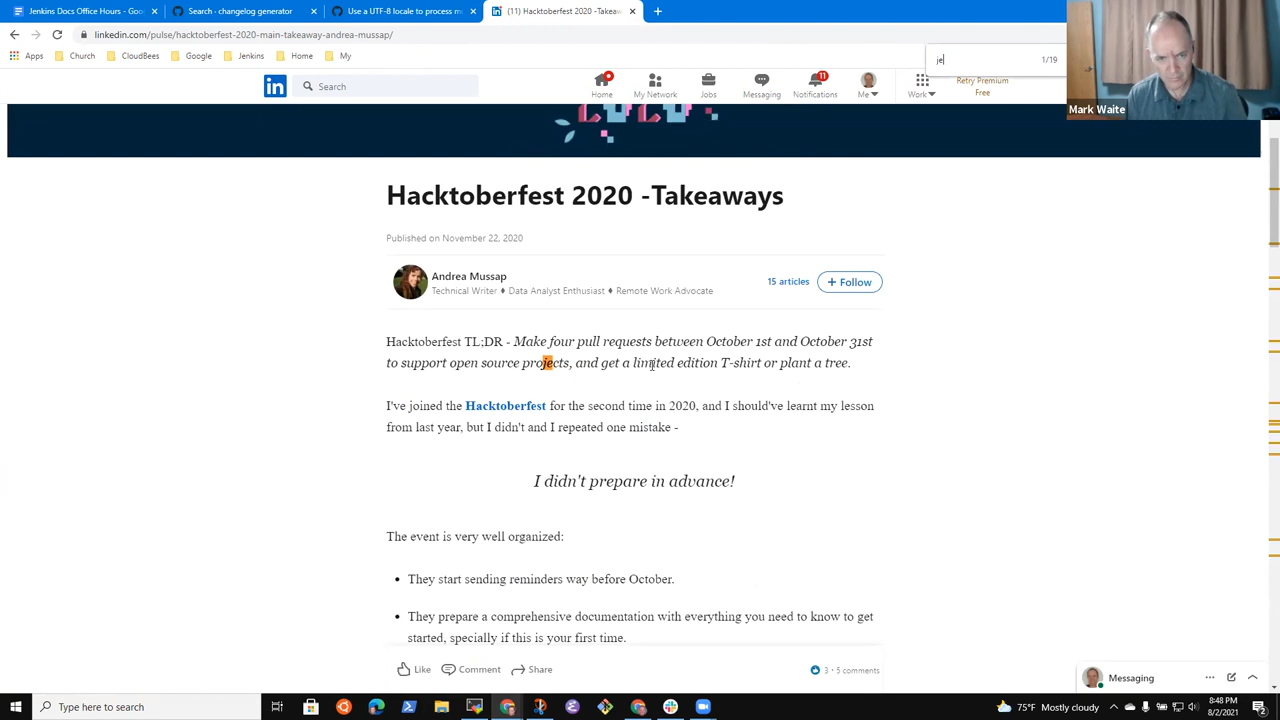 Jenkins Docs Office Hours - Goo
Search · changelog generator
Use a UTF-8 locale to process m
(11) Hacktoberfest 2020 -Takeaw
linkedin.com/pulse/hacktoberfest-2020-main-takeaway-andrea-mussap/
Apps Church CloudBees Google Jenkins Home My
je 1/19
Mark Waite
in Search
Home My Network Jobs Messaging 11 Notifications Me Work Retry Premium
Free
Hacktoberfest 2020 -Takeaways
Published on November 22, 2020
Andrea Mussap
Technical Writer ♦ Data Analyst Enthusiast ♦ Remote Work Advocate
15 articles
+ Follow
Hacktoberfest TL;DR - Make four pull requests between October 1st and October 31st
to support open source projects, and get a limited edition T-shirt or plant a tree.
I've joined the Hacktoberfest for the second time in 2020, and I should've learnt my lesson
from last year, but I didn't and I repeated one mistake -
I didn't prepare in advance!
The event is very well organized:
• They start sending reminders way before October.
• They prepare a comprehensive documentation with everything you need to know to get
started, specially if this is your first time.
Like Comment Share
3 · 5 comments
Messaging
Type here to search
75°F Mostly cloudy
8:48 PM
8/2/2021
2